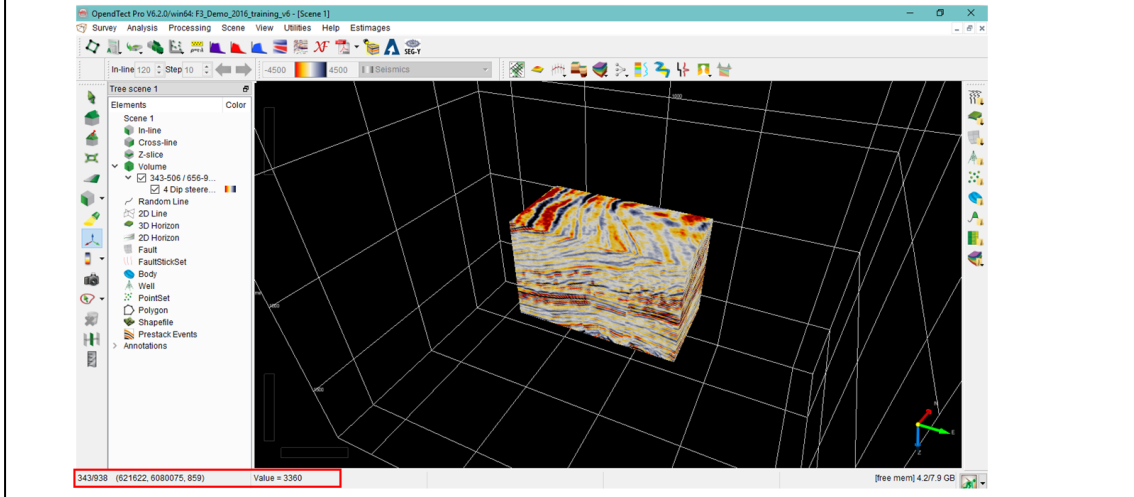 OpendTect Pro V6.2.0/win64: F3_Demo_2016_training_v6 - [Scene 1]
Survey Analysis Processing Scene View Utilities Help Estimages
XF SEG-Y
In-line 120 Step 10 -4500 4500 Seismics
Tree scene 1
Elements Color
Scene 1
In-line
Cross-line
Z-slice
Volume
343-506 / 656-9...
4 Dip steere...
Random Line
2D Line
3D Horizon
2D Horizon
Fault
FaultStickSet
Body
Well
PointSet
Polygon
Shapefile
Prestack Events
Annotations
N
E
Z
343/938 (621622, 6080075, 859) Value = 3360 [free mem] 4.2/7.9 GB